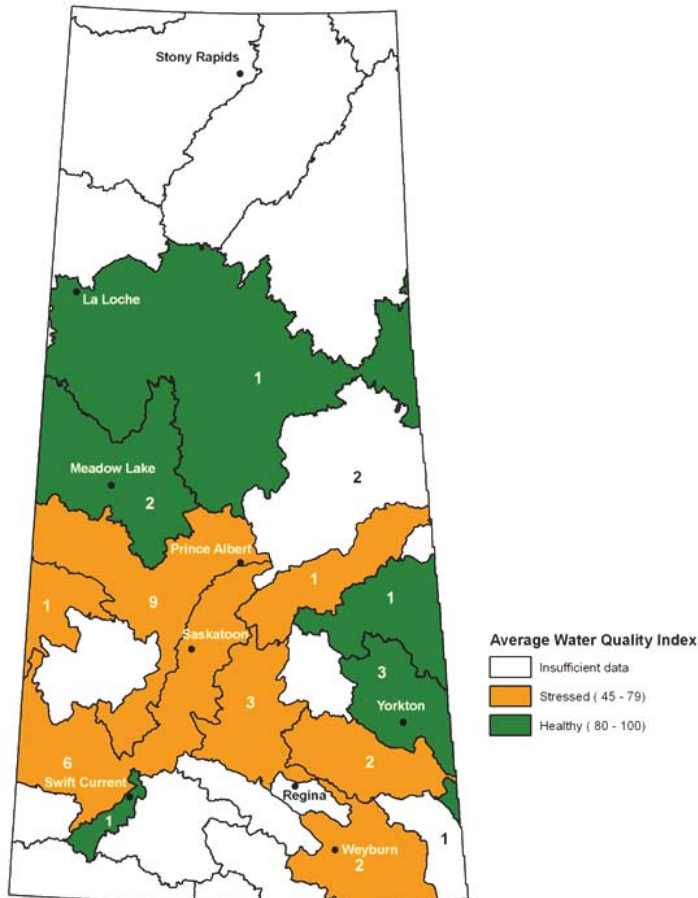 Stony Rapids
La Loche
1
2
Meadow Lake
2
Prince Albert
1
1
1
9
Saskatoon
3
3
Yorkton
6
2
Swift Current
Regina
1
1
Weyburn
2
Average Water Quality Index
Insufficient data
Stressed ( 45 - 79)
Healthy ( 80 - 100)